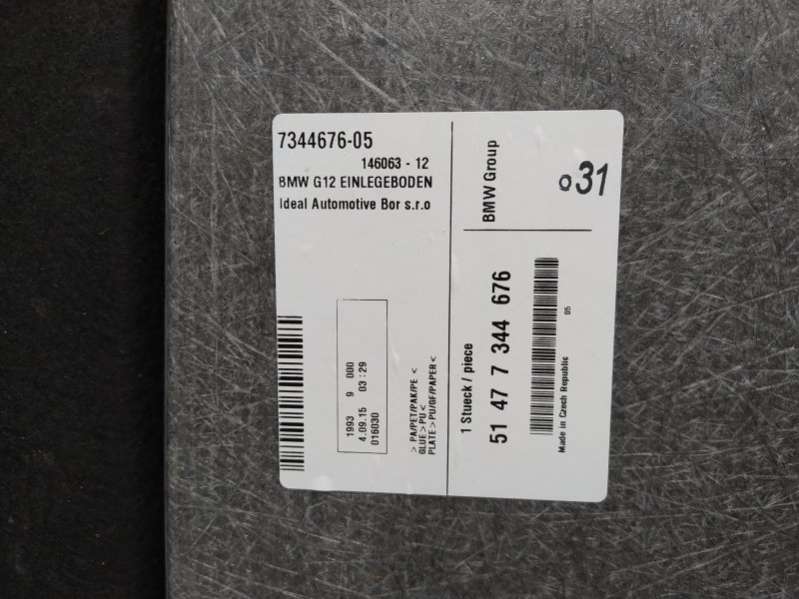 7344676-05
146063 - 12
BMW G12 EINLEGEBODEN
Ideal Automotive Bor s.r.o
1993 9 000
4.09.15 03:29
016030
> PA/PET/PAK/PE <
GLUE > PU <
PLATE > PU/GF/PAPER <
BMW Group
031
1 Stueck / piece
51 47 7 344 676
05
Made in Czech Republic